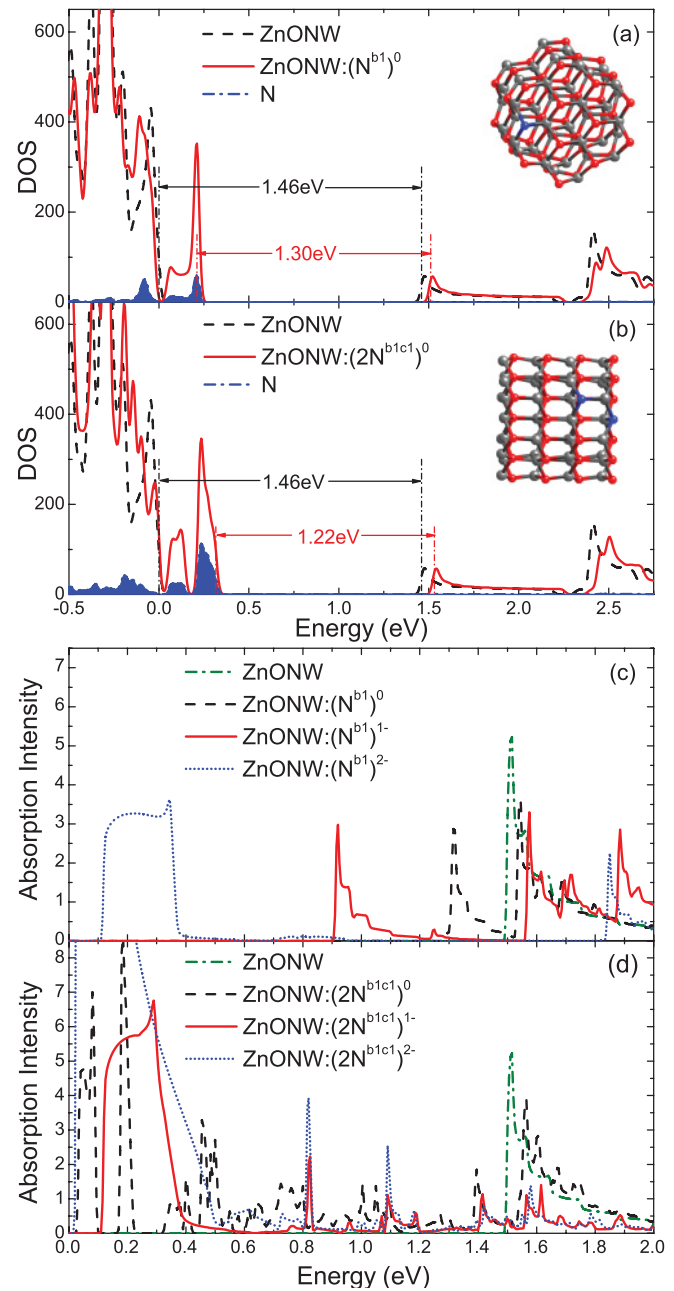 600
400
200
0
DOS
ZnONW
ZnONW:(N^b1)^0
N
(a)
1.46eV
1.30eV
600
400
200
0
DOS
ZnONW
ZnONW:(2N^b1c1)^0
N
(b)
1.46eV
1.22eV
-0.5 0.0 0.5 1.0 1.5 2.0 2.5
Energy (eV)
7
6
5
4
3
2
1
0
Absorption Intensity
ZnONW
ZnONW:(N^b1)^0
ZnONW:(N^b1)^1-
ZnONW:(N^b1)^2-
(c)
8
7
6
5
4
3
2
1
0
Absorption Intensity
ZnONW
ZnONW:(2N^b1c1)^0
ZnONW:(2N^b1c1)^1-
ZnONW:(2N^b1c1)^2-
(d)
0.0 0.2 0.4 0.6 0.8 1.0 1.2 1.4 1.6 1.8 2.0
Energy (eV)